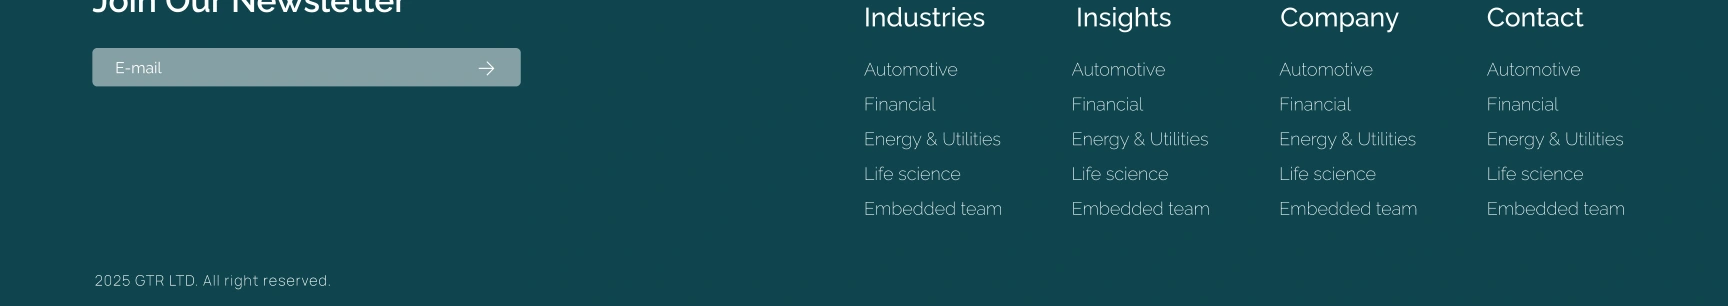 Join Our Newsletter
E-mail
Industries
Automotive
Financial
Energy & Utilities
Life science
Embedded team
Insights
Automotive
Financial
Energy & Utilities
Life science
Embedded team
Company
Automotive
Financial
Energy & Utilities
Life science
Embedded team
Contact
Automotive
Financial
Energy & Utilities
Life science
Embedded team
2025 GTR LTD. All right reserved.